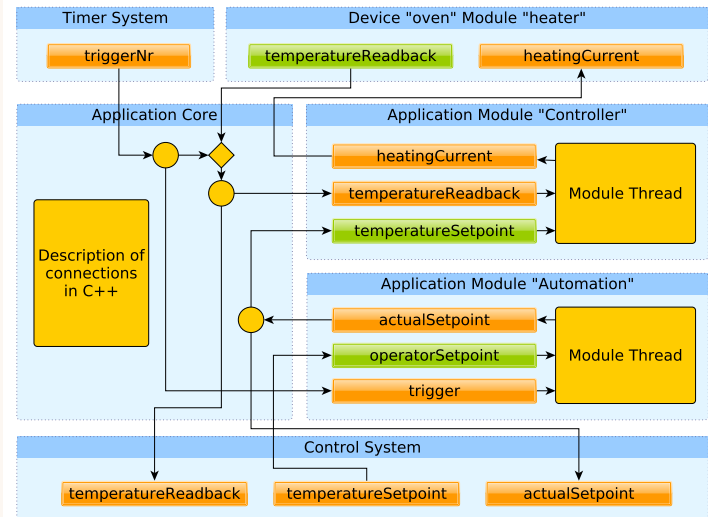 Timer System
triggerNr
Device "oven" Module "heater"
temperatureReadback
heatingCurrent
Application Core
Description of
connections
in C++
Application Module "Controller"
heatingCurrent
temperatureReadback
temperatureSetpoint
Module Thread
Application Module "Automation"
actualSetpoint
operatorSetpoint
trigger
Module Thread
Control System
temperatureReadback
temperatureSetpoint
actualSetpoint